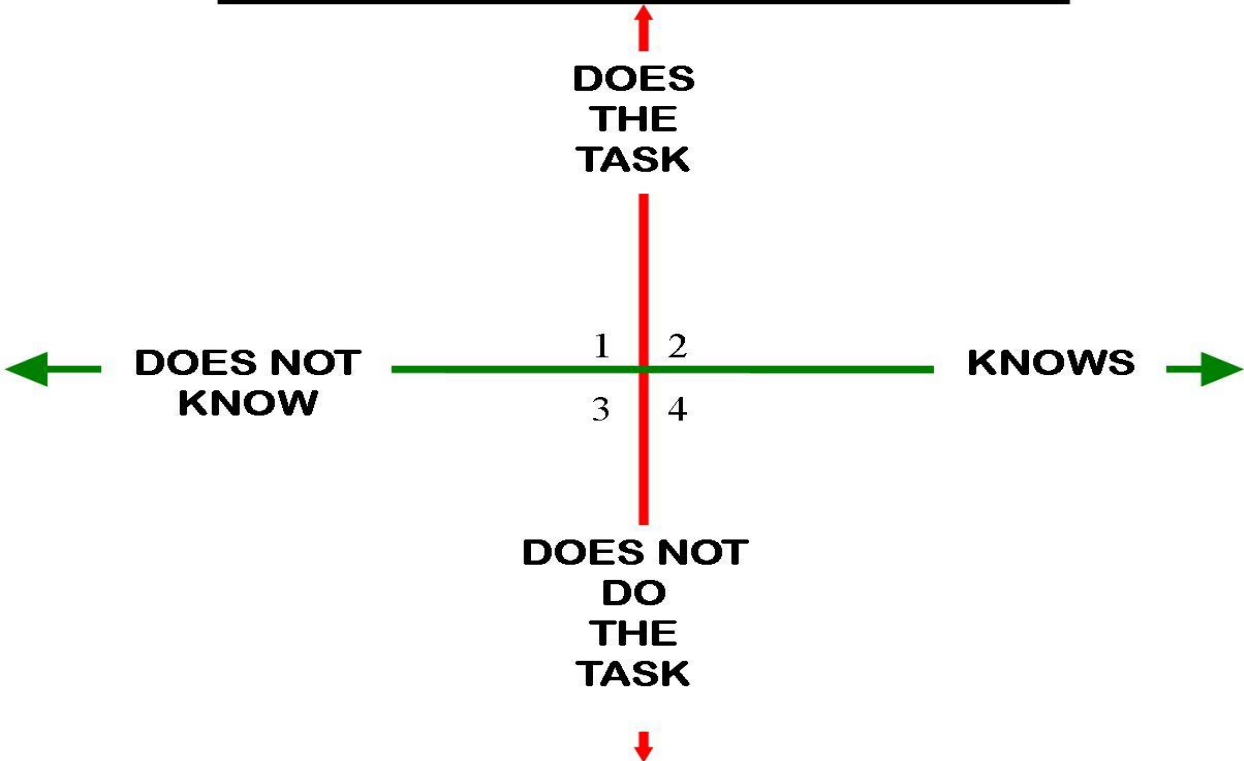 DOES
THE
TASK
1 2
DOES NOT
KNOW
KNOWS
3 4
DOES NOT
DO
THE
TASK